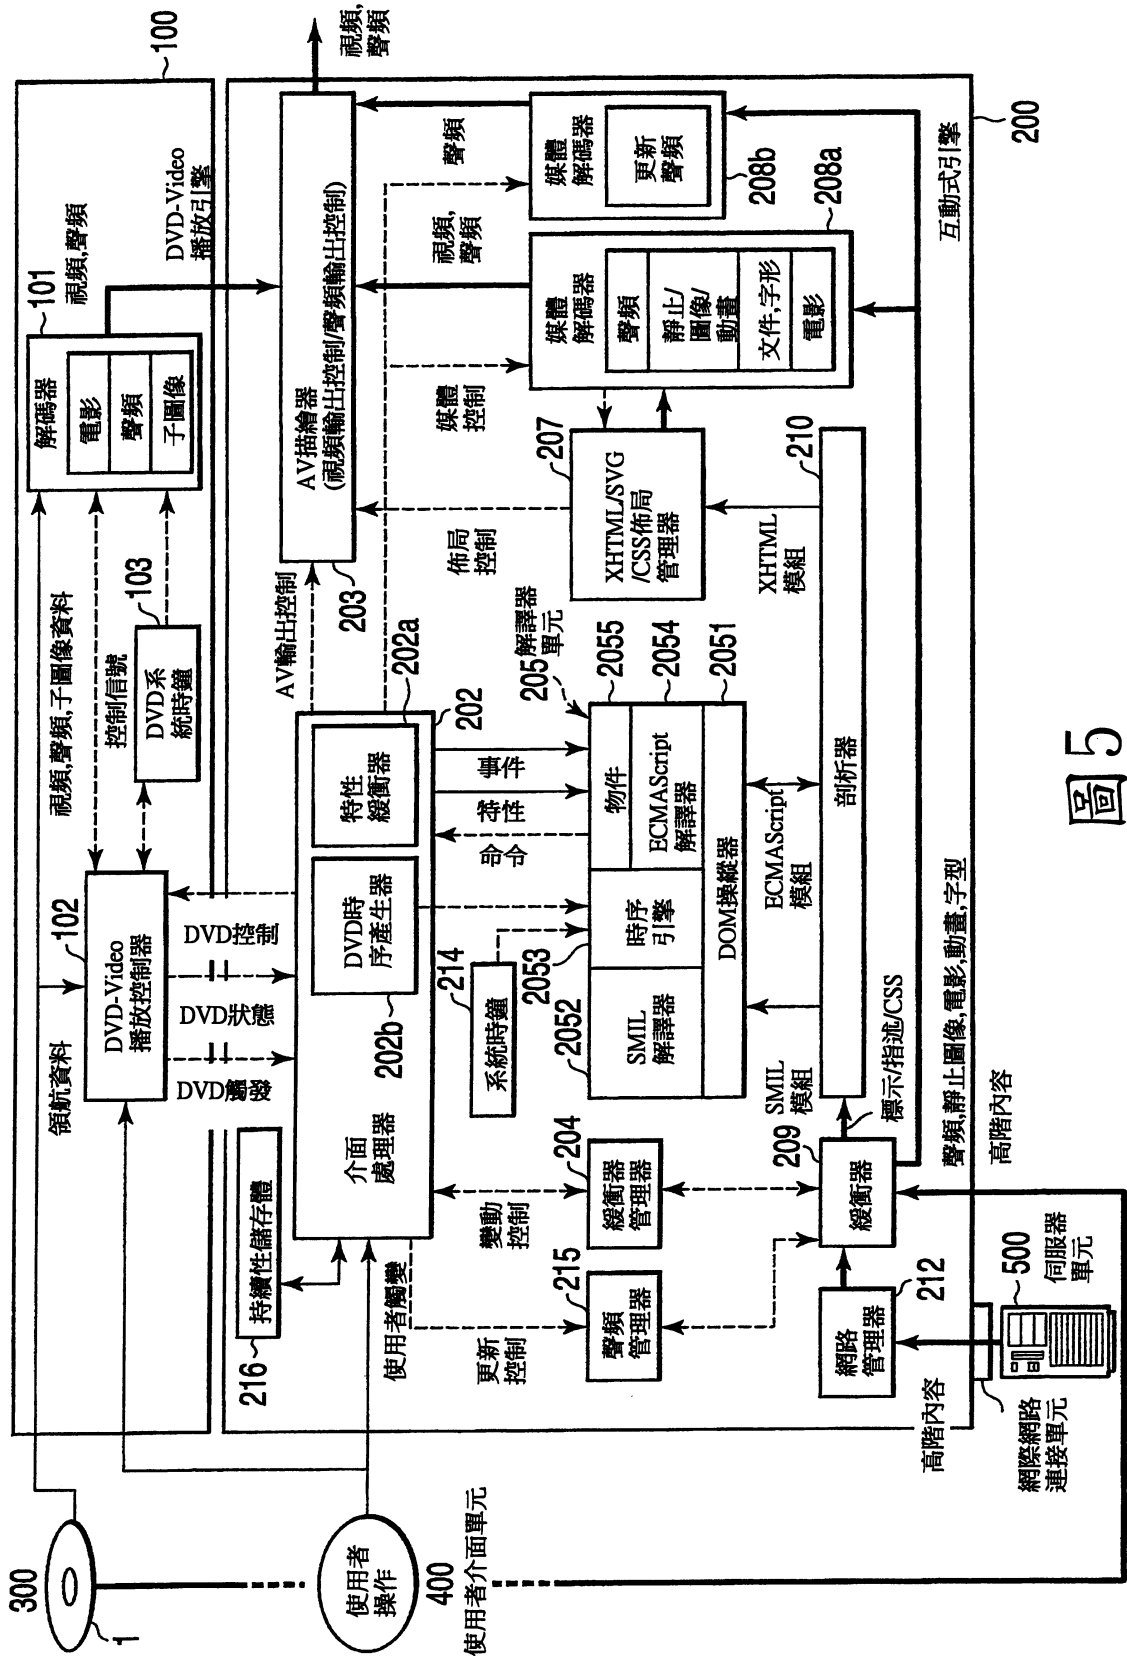 300
1
視頻,聲頻,子圖像資料
領航資料
102
DVD-Video
播放控制器
控制信號
103
DVD系
統時鐘
101
解碼器
電影
聲頻
子圖像
視頻,聲頻
DVD-Video
播放引擎
100
視頻,
聲頻
DVD控制
DVD狀態
DVD觸發
216
持續性儲存體
使用者
操作
400
使用者介面單元
使用者觸變
介面
處理器
DVD時
序產生器
202b
特性
緩衝器
202a
202
AV輸出控制
203
AV描繪器
(視頻輸出控制/聲頻輸出控制)
更新
控制
變動
控制
214
系統時鐘
命令
特性
事件
佈局
控制
媒體
控制
視頻,
聲頻
聲頻
215
聲頻
管理器
204
緩衝器
管理器
2052
SMIL
解譯器
2053
時序
引擎
物件
2055
ECMAScript
解譯器
2054
DOM操縱器
2051
205
解譯器
單元
207
XHTML/SVG
/CSS佈局
管理器
媒體
解碼器
聲頻
靜止/
圖像/
動畫
文件,字形
電影
208a
媒體
解碼器
更新
聲頻
208b
SMIL
模組
ECMAScript
模組
XHTML
模組
210
剖析器
209
緩衝器
標示/指述/CSS
212
網路
管理器
高階內容
聲頻,靜止圖像,電影,動畫,字型
高階內容
互動式引擎
200
網際網路
連接單元
500
伺服器
單元
圖5